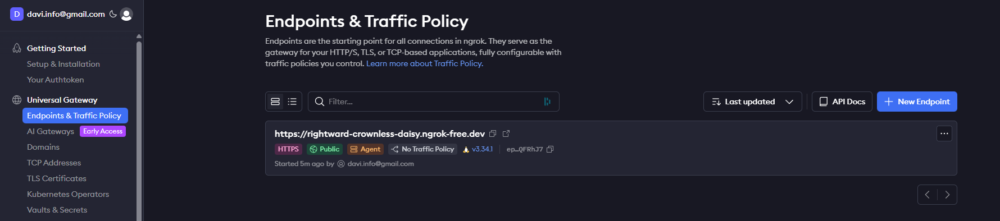 D davi.info@gmail.com
Getting Started
Setup & Installation
Your Authtoken
Universal Gateway
Endpoints & Traffic Policy
AI Gateways Early Access
Domains
TCP Addresses
TLS Certificates
Kubernetes Operators
Vaults & Secrets
Endpoints & Traffic Policy
Endpoints are the starting point for all connections in ngrok. They serve as the
gateway for your HTTP/S, TLS, or TCP-based applications, fully configurable with
traffic policies you control. Learn more about Traffic Policy.
Filter... Last updated API Docs New Endpoint
https://rightward-crownless-daisy.ngrok-free.dev
HTTPS Public Agent No Traffic Policy v3.34.1 ep...QFRhJ7
Started 5m ago by davi.info@gmail.com